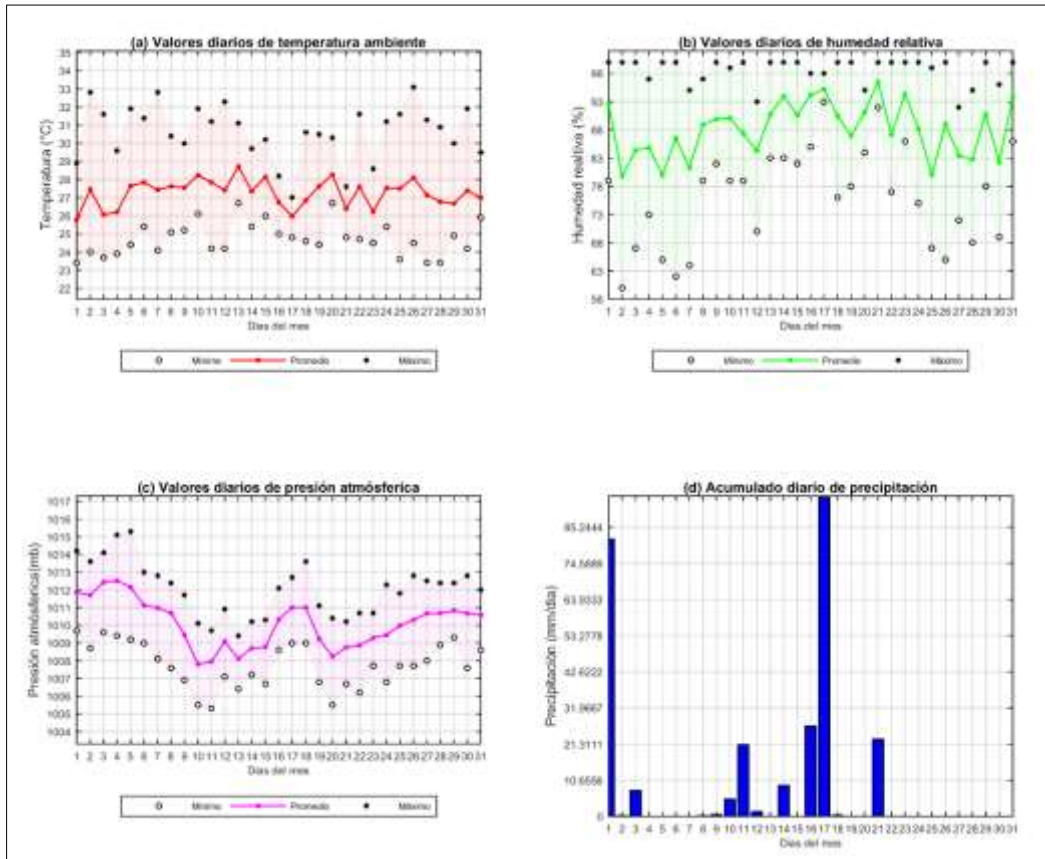 (a) Valores diarios de temperatura ambiente
Temperatura (°C)
35
34
33
32
31
30
29
28
27
26
25
24
23
22
1 2 3 4 5 6 7 8 9 10 11 12 13 14 15 16 17 18 19 20 21 22 23 24 25 26 27 28 29 30 31
Dias del mes
Mínimo Promedio Máximo
(b) Valores diarios de humedad relativa
Humedad realtiva (%)
98
93
88
83
78
73
68
63
58
1 2 3 4 5 6 7 8 9 10 11 12 13 14 15 16 17 18 19 20 21 22 23 24 25 26 27 28 29 30 31
Dias del mes
Mínimo Promedio Máximo
(c) Valores diarios de presión atmósferica
Presión atmósferica(mb)
1017
1016
1015
1014
1013
1012
1011
1010
1009
1008
1007
1006
1005
1004
1 2 3 4 5 6 7 8 9 10 11 12 13 14 15 16 17 18 19 20 21 22 23 24 25 26 27 28 29 30 31
Dias del mes
Mínimo Promedio Máximo
(d) Acumulado diario de precipitación
Precipitación (mm/dia)
85.2444
74.5889
63.9333
53.2778
42.6222
31.9667
21.3111
10.6556
0
1 2 3 4 5 6 7 8 9 10 11 12 13 14 15 16 17 18 19 20 21 22 23 24 25 26 27 28 29 30 31
Dias del mes